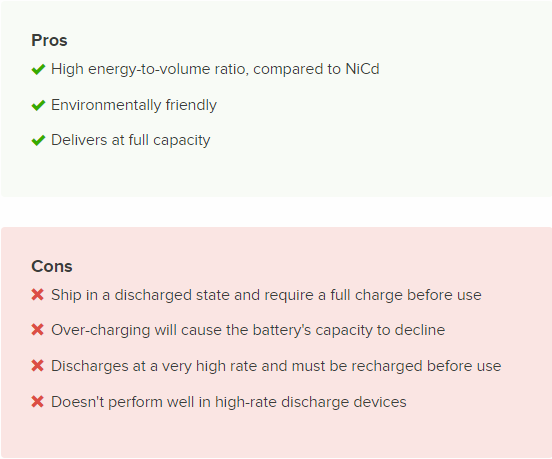 Pros
High energy-to-volume ratio, compared to NiCd
Environmentally friendly
Delivers at full capacity
Cons
Ship in a discharged state and require a full charge before use
Over-charging will cause the battery's capacity to decline
Discharges at a very high rate and must be recharged before use
Doesn't perform well in high-rate discharge devices